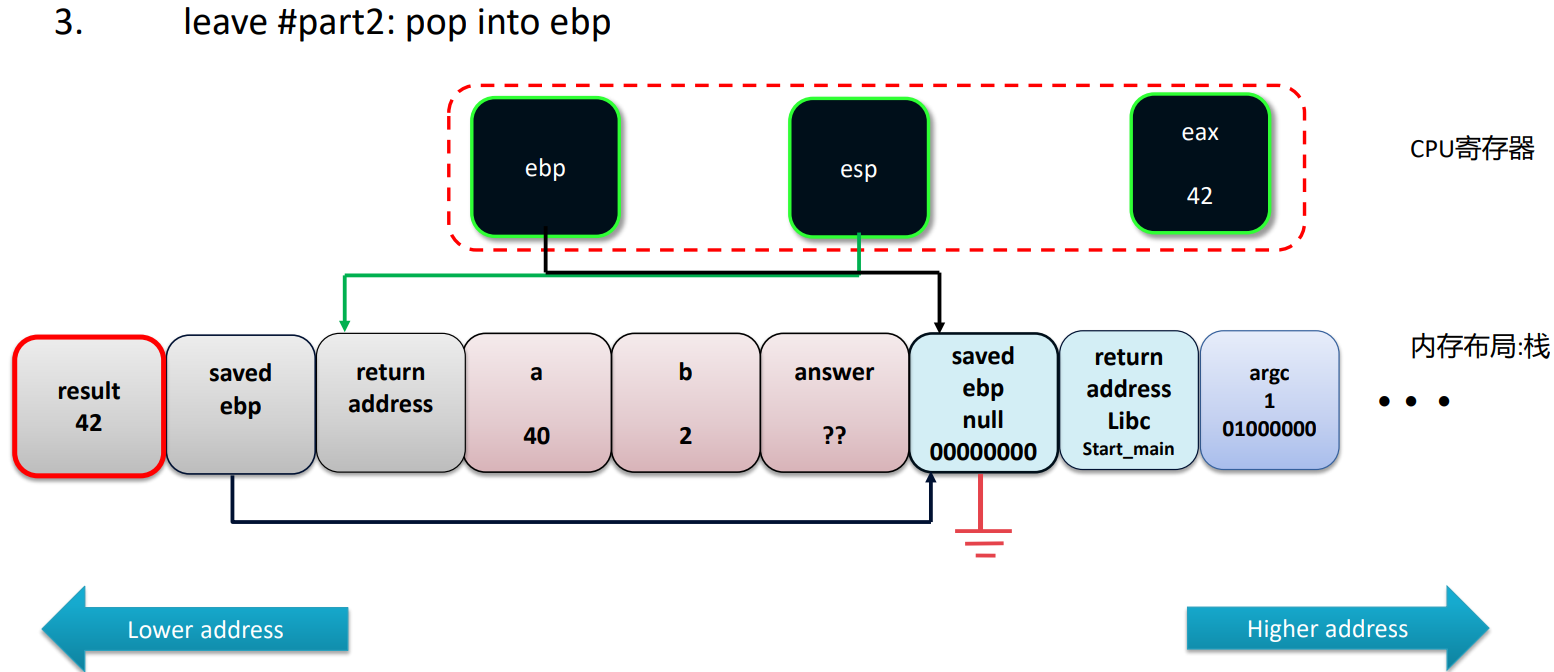 3. leave #part2: pop into ebp
ebp
esp
eax
42
CPU寄存器
内存布局:栈
result
42
saved
ebp
return
address
a
40
b
2
answer
??
saved
ebp
null
00000000
return
address
Libc
Start_main
argc
1
01000000
• • •
Lower address
Higher address